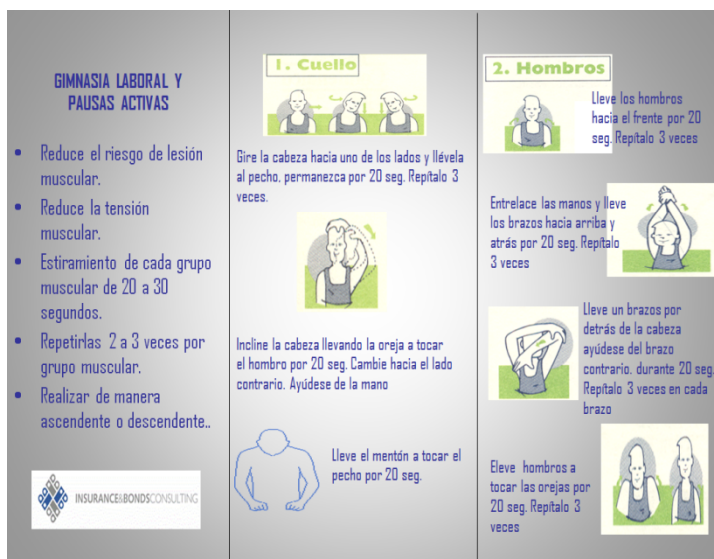 GIMNASIA LABORAL Y
PAUSAS ACTIVAS
• Reduce el riesgo de lesión
muscular.
• Reduce la tensión
muscular.
• Estiramiento de cada grupo
muscular de 20 a 30
segundos.
• Repetirlas 2 a 3 veces por
grupo muscular.
• Realizar de manera
ascendente o descendente..
INSURANCE&BONDSCONSULTING
1. Cuello
Gire la cabeza hacia uno de los lados y llévela
al pecho, permanezca por 20 seg. Repítalo 3
veces.
Incline la cabeza llevando la oreja a tocar
el hombro por 20 seg. Cambie hacia el lado
contrario. Ayúdese de la mano
Lleve el mentón a tocar el
pecho por 20 seg.
2. Hombros
Lleve los hombros
hacia el frente por 20
seg. Repítalo 3 veces
Entrelace las manos y lleve
los brazos hacia arriba y
atrás por 20 seg. Repítalo
3 veces
Lleve un brazos por
detrás de la cabeza
ayúdese del brazo
contrario. durante 20 seg.
Repítalo 3 veces en cada
brazo
Eleve hombros a
tocar las orejas por
20 seg. Repítalo 3
veces